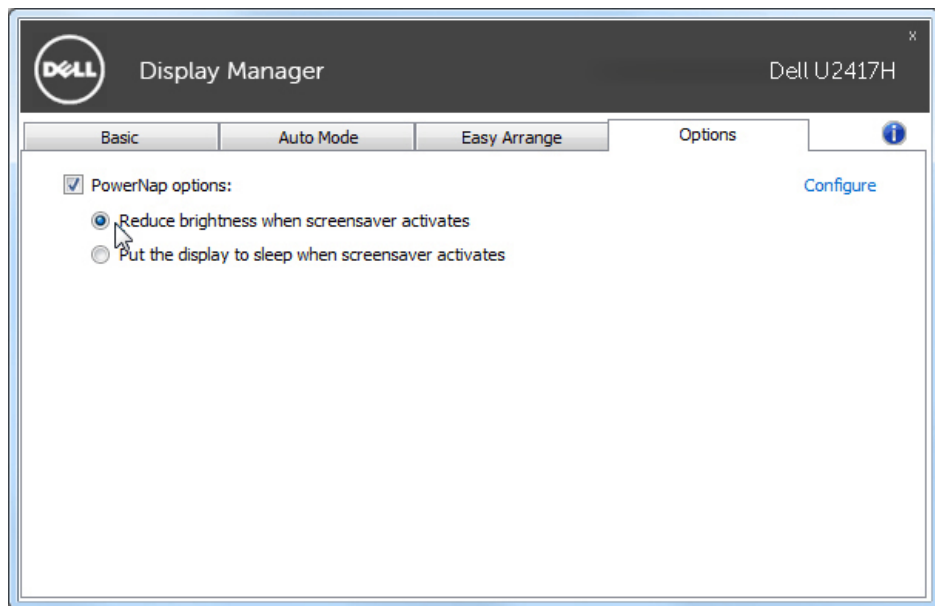 DELL
Display Manager
x
Dell U2417H
Basic
Auto Mode
Easy Arrange
Options
i
PowerNap options:
Configure
Reduce brightness when screensaver activates
Put the display to sleep when screensaver activates